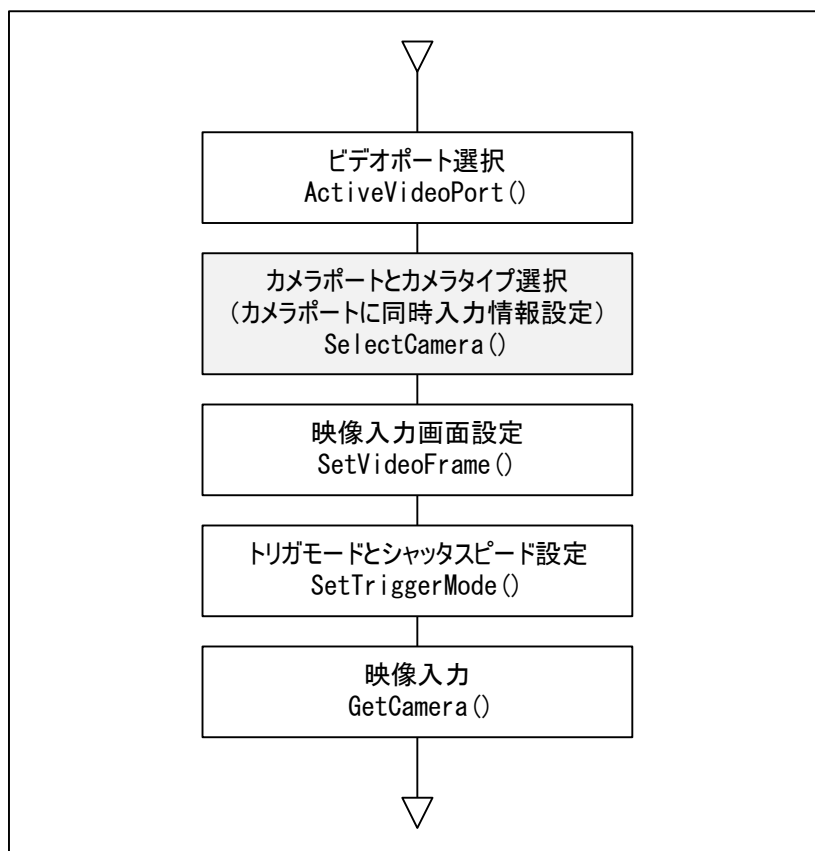 ビデオポート選択
ActiveVideoPort()
カメラポートとカメラタイプ選択
（カメラポートに同時入力情報設定）
SelectCamera()
映像入力画面設定
SetVideoFrame()
トリガモードとシャッタスピード設定
SetTriggerMode()
映像入力
GetCamera()